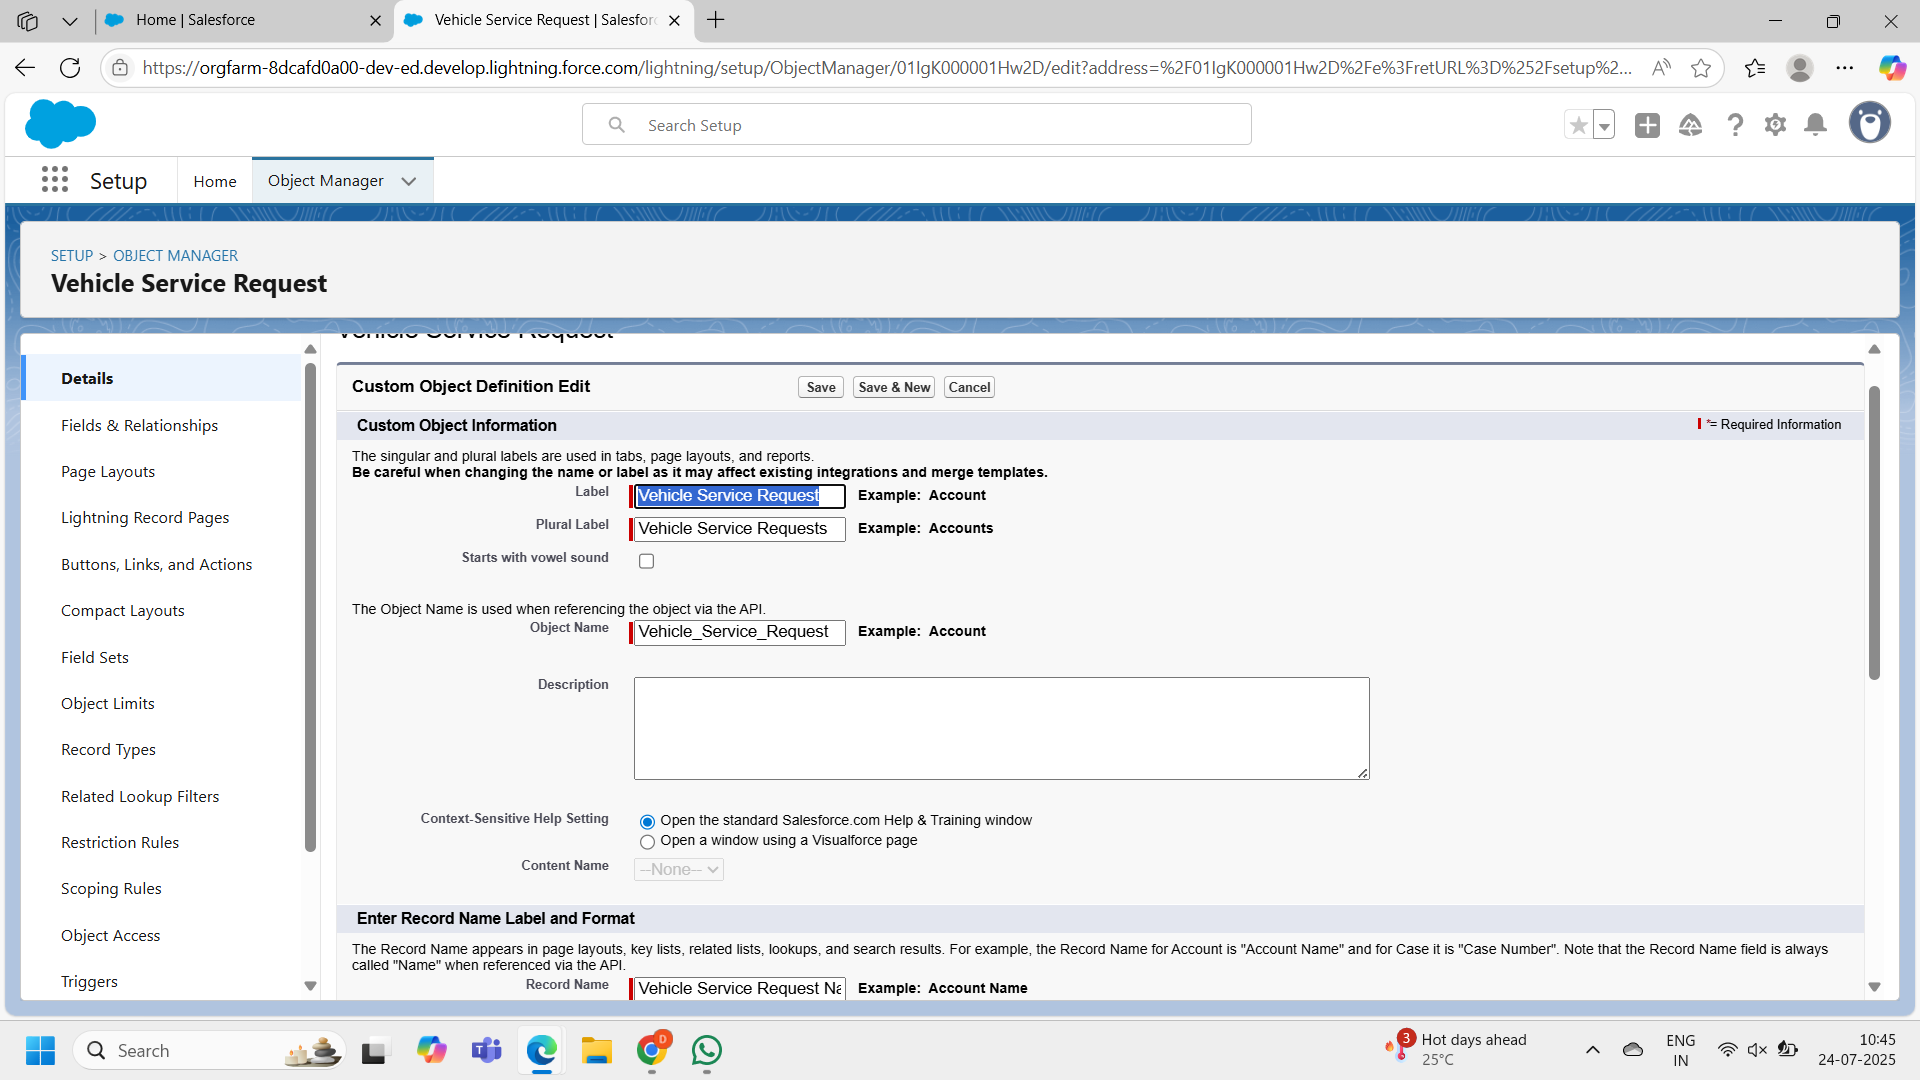 Home | Salesforce
Vehicle Service Request | Salesforc
https://orgfarm-8dcafd0a00-dev-ed.develop.lightning.force.com/lightning/setup/ObjectManager/01IgK000001Hw2D/edit?address=%2F01IgK000001Hw2D%2Fe%3FretURL%3D%252Fsetup%2...
Search Setup
Setup
Home
Object Manager
SETUP > OBJECT MANAGER
Vehicle Service Request
Details
Fields & Relationships
Page Layouts
Lightning Record Pages
Buttons, Links, and Actions
Compact Layouts
Field Sets
Object Limits
Record Types
Related Lookup Filters
Restriction Rules
Scoping Rules
Object Access
Triggers
Vehicle Service Request
Custom Object Definition Edit
Save
Save & New
Cancel
Custom Object Information
*= Required Information
The singular and plural labels are used in tabs, page layouts, and reports.
Be careful when changing the name or label as it may affect existing integrations and merge templates.
Label
Vehicle Service Request
Example: Account
Plural Label
Vehicle Service Requests
Example: Accounts
Starts with vowel sound
The Object Name is used when referencing the object via the API.
Object Name
Vehicle_Service_Request
Example: Account
Description
Context-Sensitive Help Setting
Open the standard Salesforce.com Help & Training window
Open a window using a Visualforce page
Content Name
--None--
Enter Record Name Label and Format
The Record Name appears in page layouts, key lists, related lists, lookups, and search results. For example, the Record Name for Account is "Account Name" and for Case it is "Case Number". Note that the Record Name field is always
called "Name" when referenced via the API.
Record Name
Vehicle Service Request Na
Example: Account Name
Search
D
3
Hot days ahead
25°C
ENG
IN
10:45
24-07-2025